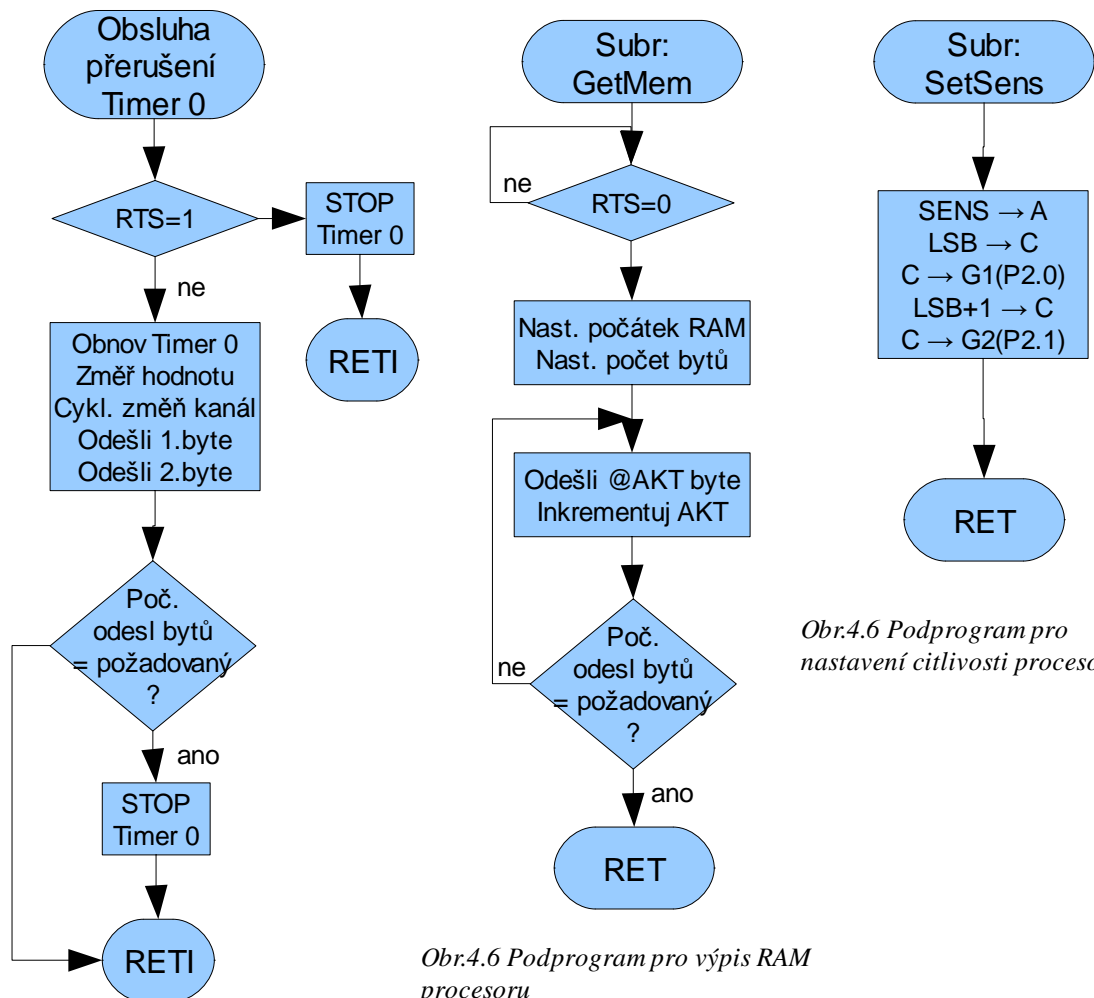 Obsluha
přerušení
Timer 0
RTS=1
STOP
Timer 0
ne
RETI
Obnov Timer 0
Změř hodnotu
Cykl. změň kanál
Odešli 1.byte
Odešli 2.byte
Poč.
odesl bytů
= požadovaný
?
ano
STOP
Timer 0
RETI
Subr:
GetMem
ne
RTS=0
Nast. počátek RAM
Nast. počet bytů
Odešli @AKT byte
Inkrementuj AKT
Poč.
odesl bytů
= požadovaný
?
ne
ano
RET
Obr.4.6 Podprogram pro výpis RAM
procesoru
Subr:
SetSens
SENS → A
LSB → C
C → G1(P2.0)
LSB+1 → C
C → G2(P2.1)
RET
Obr.4.6 Podprogram pro
nastavení citlivosti proceso